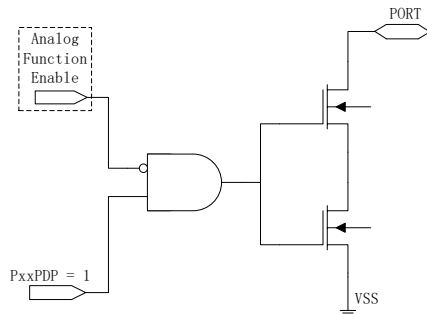 PORT
Analog
Function
Enable
PxxPDP = 1
VSS